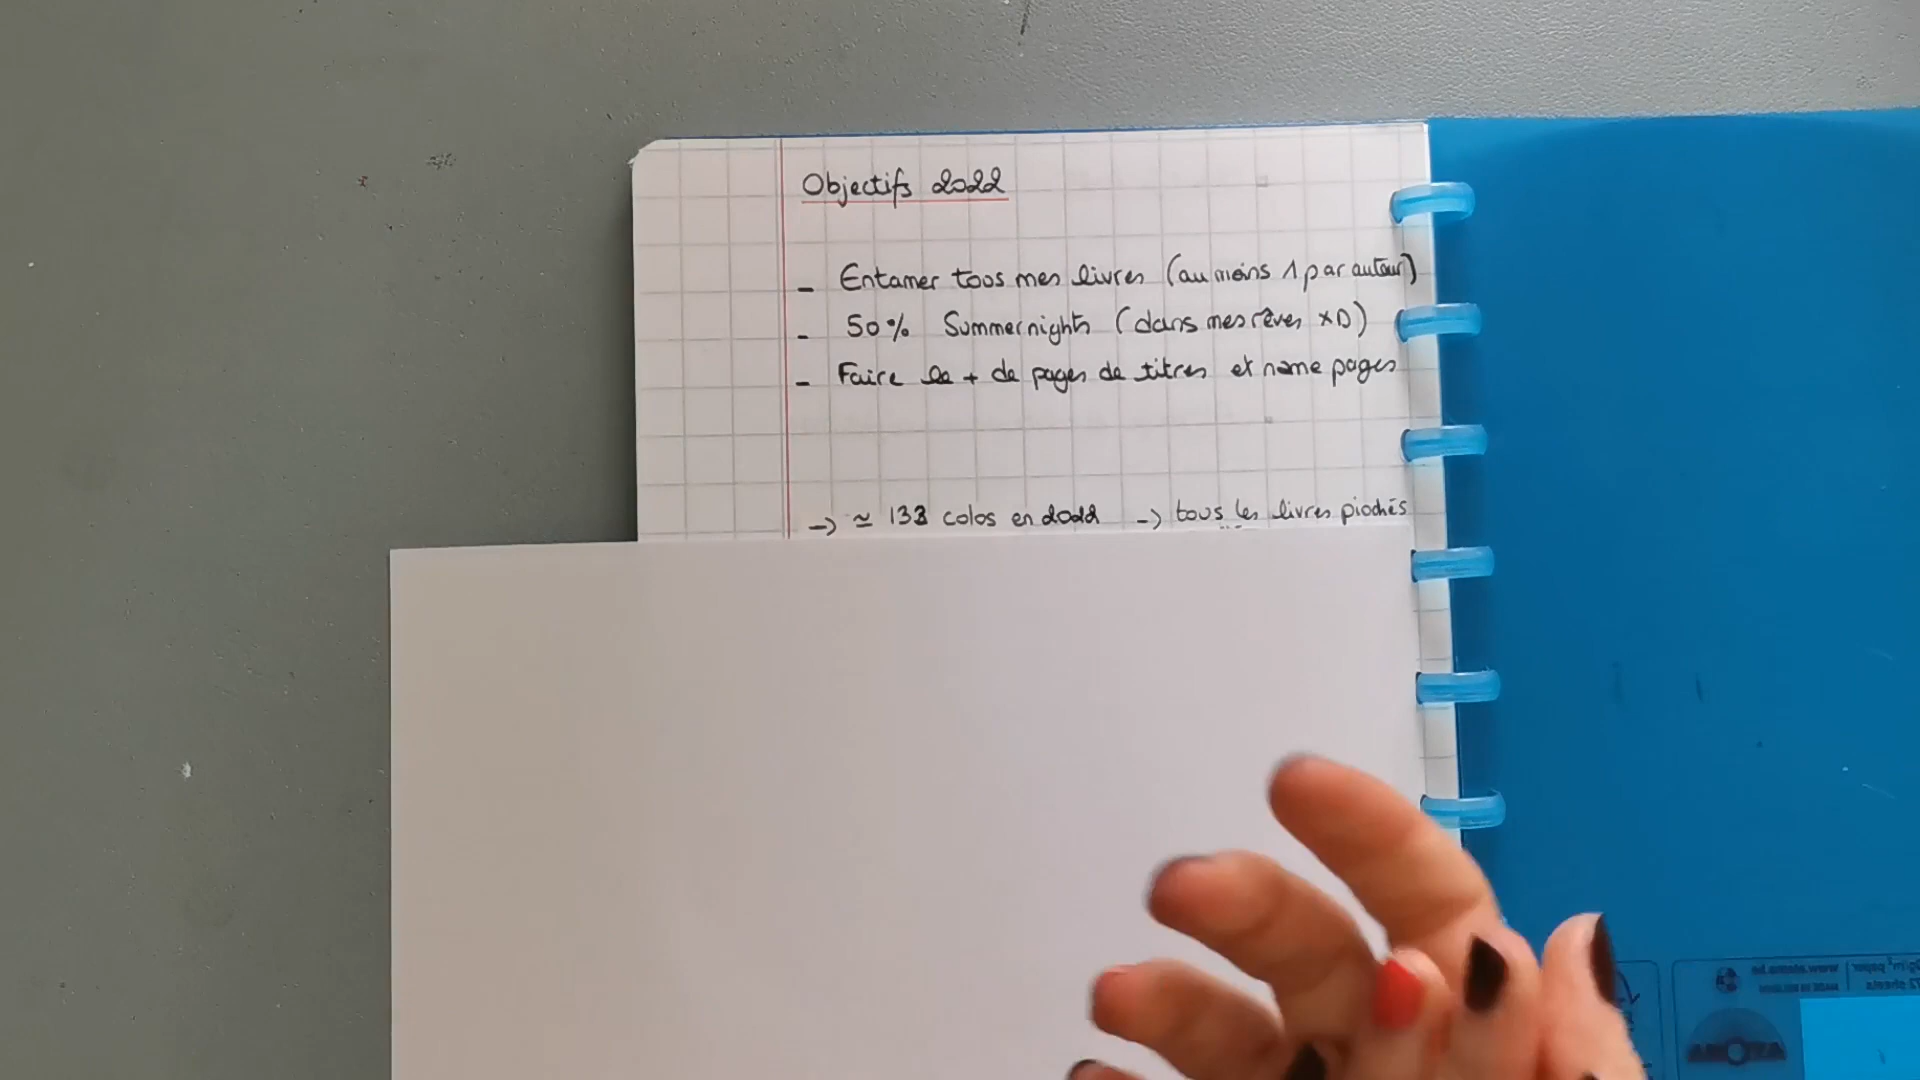 Objectifs 2022
- Entamer tous mes livres (au moins 1 par auteur)
- 50% Summernights (dans mes rêves XD)
- Faire le + de pages de titres et name pages
-> ≃ 133 colos en 2022 -> tous les livres piochés